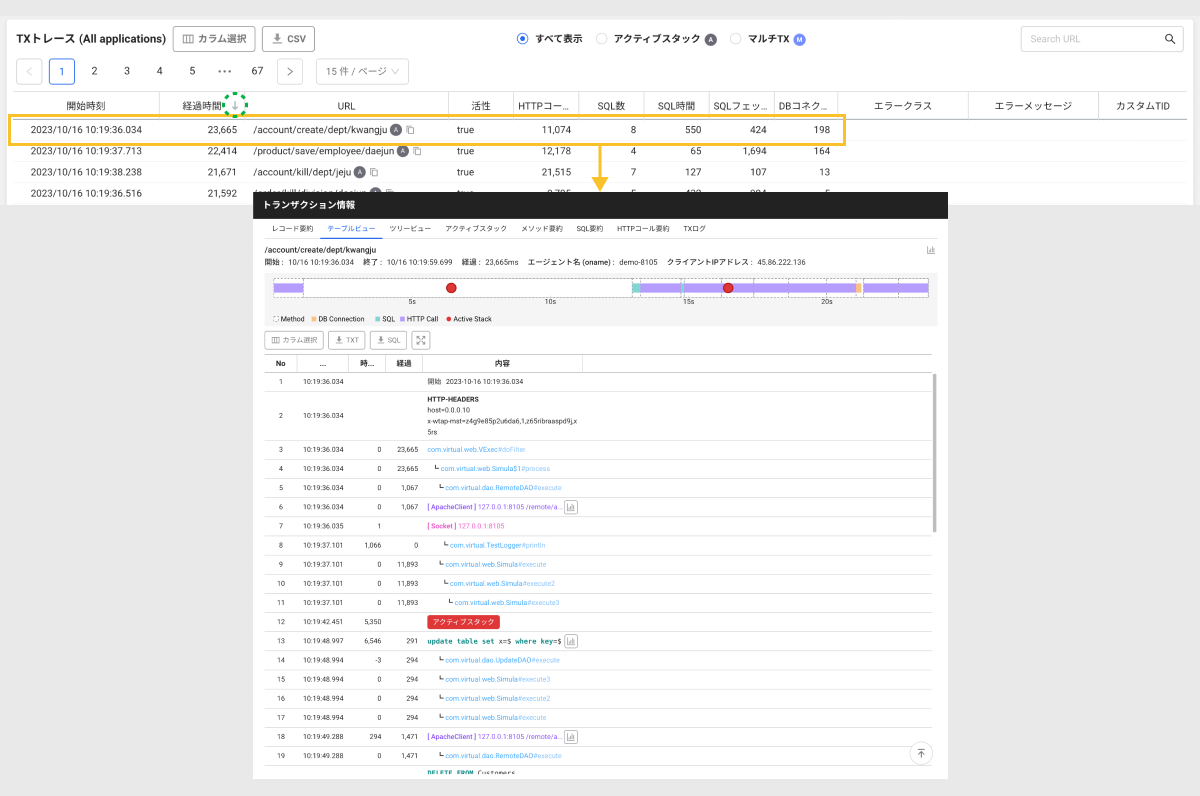 TXトレース (All applications) カラム選択 CSV すべて表示 アクティブスタック A マルチTX M Search URL
1 2 3 4 5 ••• 67 15 件 / ページ
開始時刻 経過時間 URL 活性 HTTPコー... SQL数 SQL時間 SQLフェッ... DBコネク... エラークラス エラーメッセージ カスタムTID
2023/10/16 10:19:36.034 23,665 /account/create/dept/kwangju A true 11,074 8 550 424 198
2023/10/16 10:19:37.713 22,414 /product/save/employee/daejun A true 12,178 4 65 1,694 164
2023/10/16 10:19:38.238 21,671 /account/kill/dept/jeju A true 21,515 7 127 107 13
2023/10/16 10:19:36.516 21,592
トランザクション情報
レコード要約 テーブルビュー ツリービュー アクティブスタック メソッド要約 SQL要約 HTTPコール要約 TXログ
/account/create/dept/kwangju
開始 : 10/16 10:19:36.034 終了 : 10/16 10:19:59.699 経過 : 23,665ms エージェント名 (oname) : demo-8105 クライアントIPアドレス : 45.86.222.136
5s 10s 15s 20s
Method DB Connection SQL HTTP Call Active Stack
カラム選択 TXT SQL
No ... 時... 経過 内容
1 10:19:36.034 開始 2023-10-16 10:19:36.034
2 10:19:36.034 HTTP-HEADERS
host=0.0.0.10
x-wtap-mst=z4g9e85p2u6da6,1,z65ribraaspd9j,x
5rs
3 10:19:36.034 0 23,665 com.virtual.web.VExec#doFilter
4 10:19:36.034 0 23,665 com.virtual.web.Simula$1#process
5 10:19:36.034 0 1,067 com.virtual.dao.RemoteDAO#execute
6 10:19:36.034 0 1,067 [ ApacheClient ] 127.0.0.1:8105 /remote/a...
7 10:19:36.035 1 [ Socket ] 127.0.0.1:8105
8 10:19:37.101 1,066 0 com.virtual.TestLogger#println
9 10:19:37.101 0 11,893 com.virtual.web.Simula#execute
10 10:19:37.101 0 11,893 com.virtual.web.Simula#execute2
11 10:19:37.101 0 11,893 com.virtual.web.Simula#execute3
12 10:19:42.451 5,350 アクティブスタック
13 10:19:48.997 6,546 291 update table set x=$ where key=$
14 10:19:48.994 -3 294 com.virtual.dao.UpdateDAO#execute
15 10:19:48.994 0 294 com.virtual.web.Simula#execute3
16 10:19:48.994 0 294 com.virtual.web.Simula#execute2
17 10:19:48.994 0 294 com.virtual.web.Simula#execute
18 10:19:49.288 294 1,471 [ ApacheClient ] 127.0.0.1:8105 /remote/a...
19 10:19:49.288 0 1,471 com.virtual.dao.RemoteDAO#execute
DELETE FROM Customers